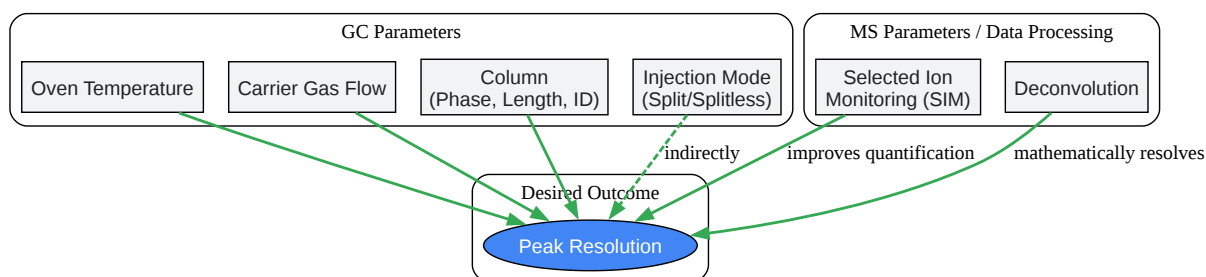 GC Parameters
MS Parameters / Data Processing
Oven Temperature
Carrier Gas Flow
Column
(Phase, Length, ID)
Injection Mode
(Split/Splitless)
Selected Ion
Monitoring (SIM)
Deconvolution
indirectly
improves quantification
mathematically resolves
Desired Outcome
Peak Resolution